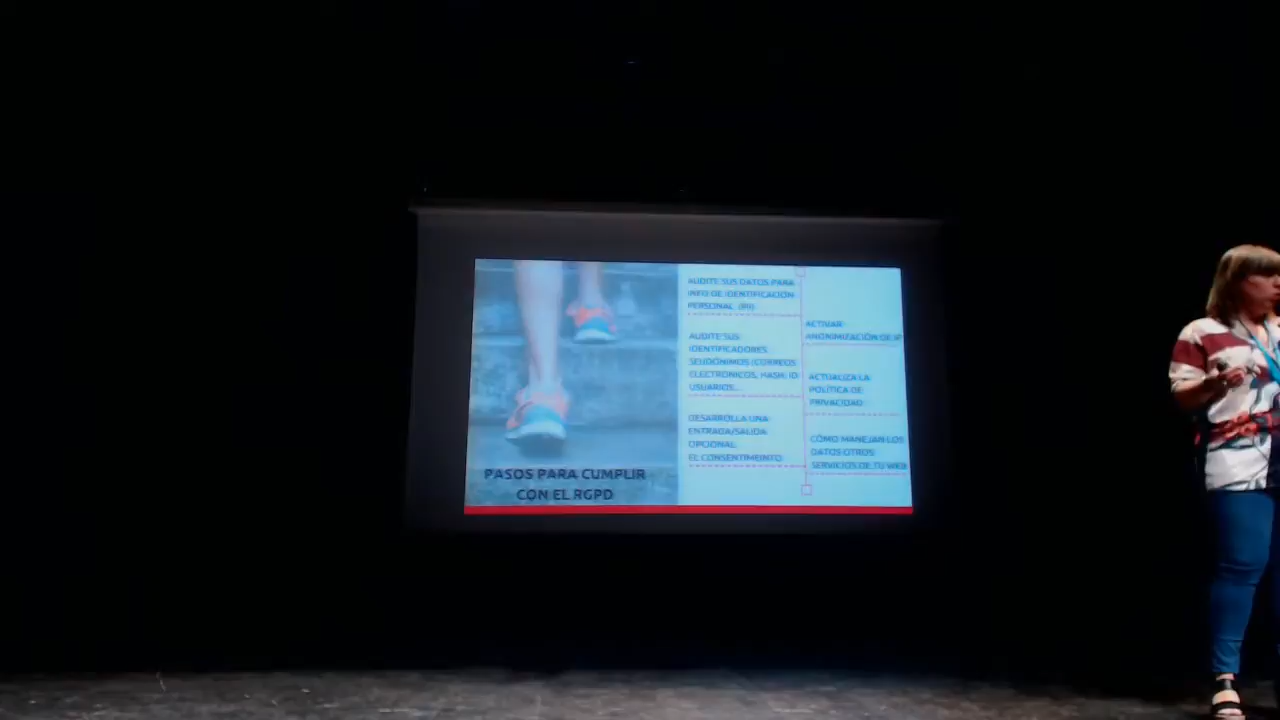 PASOS PARA CUMPLIR
CON EL RGPD
AUDITE SUS DATOS PARA
INFO DE IDENTIFICACIÓN
PERSONAL (PII)
AUDITE SUS
IDENTIFICADORES
SEUDÓNIMOS (CORREOS
ELECTRÓNICOS, HASH, ID
USUARIOS...
DESARROLLA UNA
ENTRADA/SALIDA
OPCIONAL:
EL CONSENTIMIENTO
ACTIVAR
ANONIMIZACIÓN DE IP
ACTUALIZA LA
POLÍTICA DE
PRIVACIDAD
CÓMO MANEJAN LOS
DATOS OTROS
SERVICIOS DE TU WEB